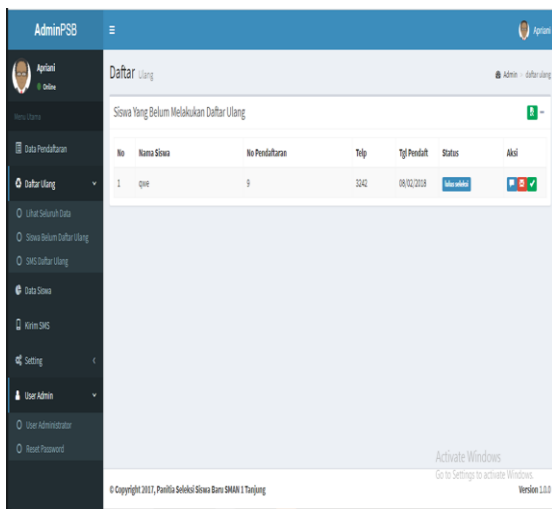 AdminPSB
Apriani
Apriani
Online
Daftar Ulang
Admin > daftar ulang
Menu Utama
Data Pendaftaran
Daftar Ulang
Lihat Seluruh Data
Siswa Belum Daftar Ulang
SMS Daftar Ulang
Data Siswa
Kirim SMS
Setting
User Admin
User Administrator
Reset Password
Siswa Yang Belum Melakukan Daftar Ulang
No Nama Siswa No Pendaftaran Telp Tgl Pendaft Status Aksi
1 qwe 9 3242 08/02/2018 lulus seleksi
Activate Windows
Go to Settings to activate Windows.
© Copyright 2017, Panitia Seleksi Siswa Baru SMAN 1 Tanjung
Version 1.0.0